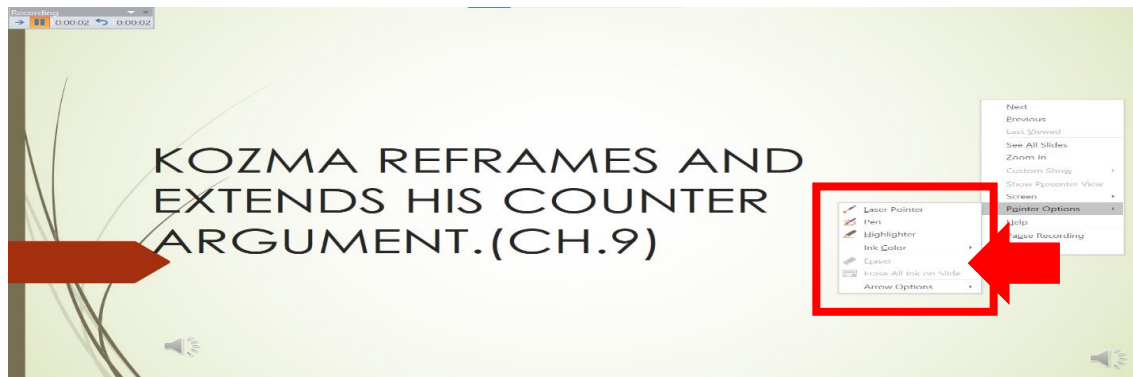 Recording
0:00:02 0:00:02
KOZMA REFRAMES AND
EXTENDS HIS COUNTER
ARGUMENT.(CH.9)
Next
Previous
Last Viewed
See All Slides
Zoom In
Custom Show
Show Presenter View
Screen
Pointer Options
Help
Pause Recording
Laser Pointer
Pen
Highlighter
Ink Color
Eraser
Erase All Ink on Slide
Arrow Options